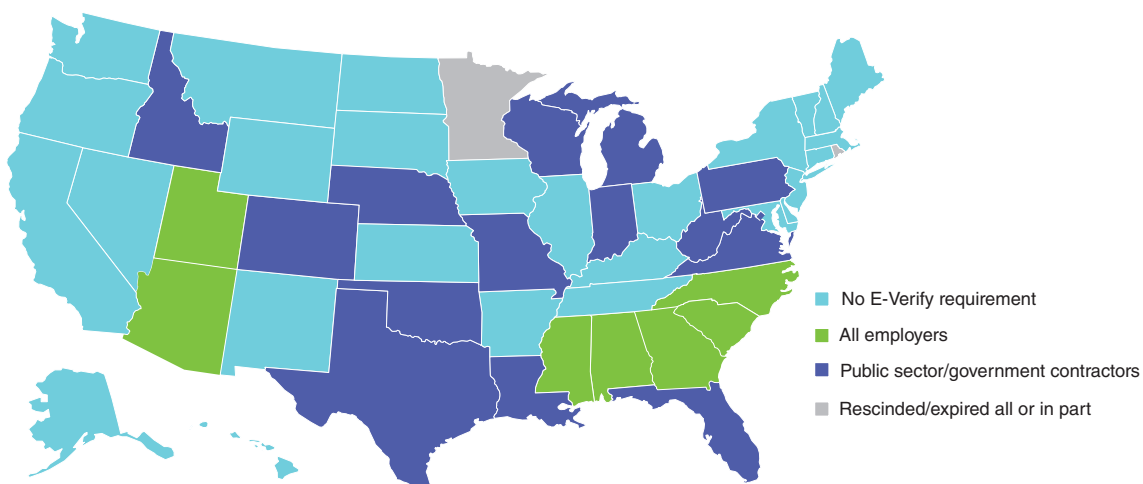 No E-Verify requirement
All employers
Public sector/government contractors
Rescinded/expired all or in part